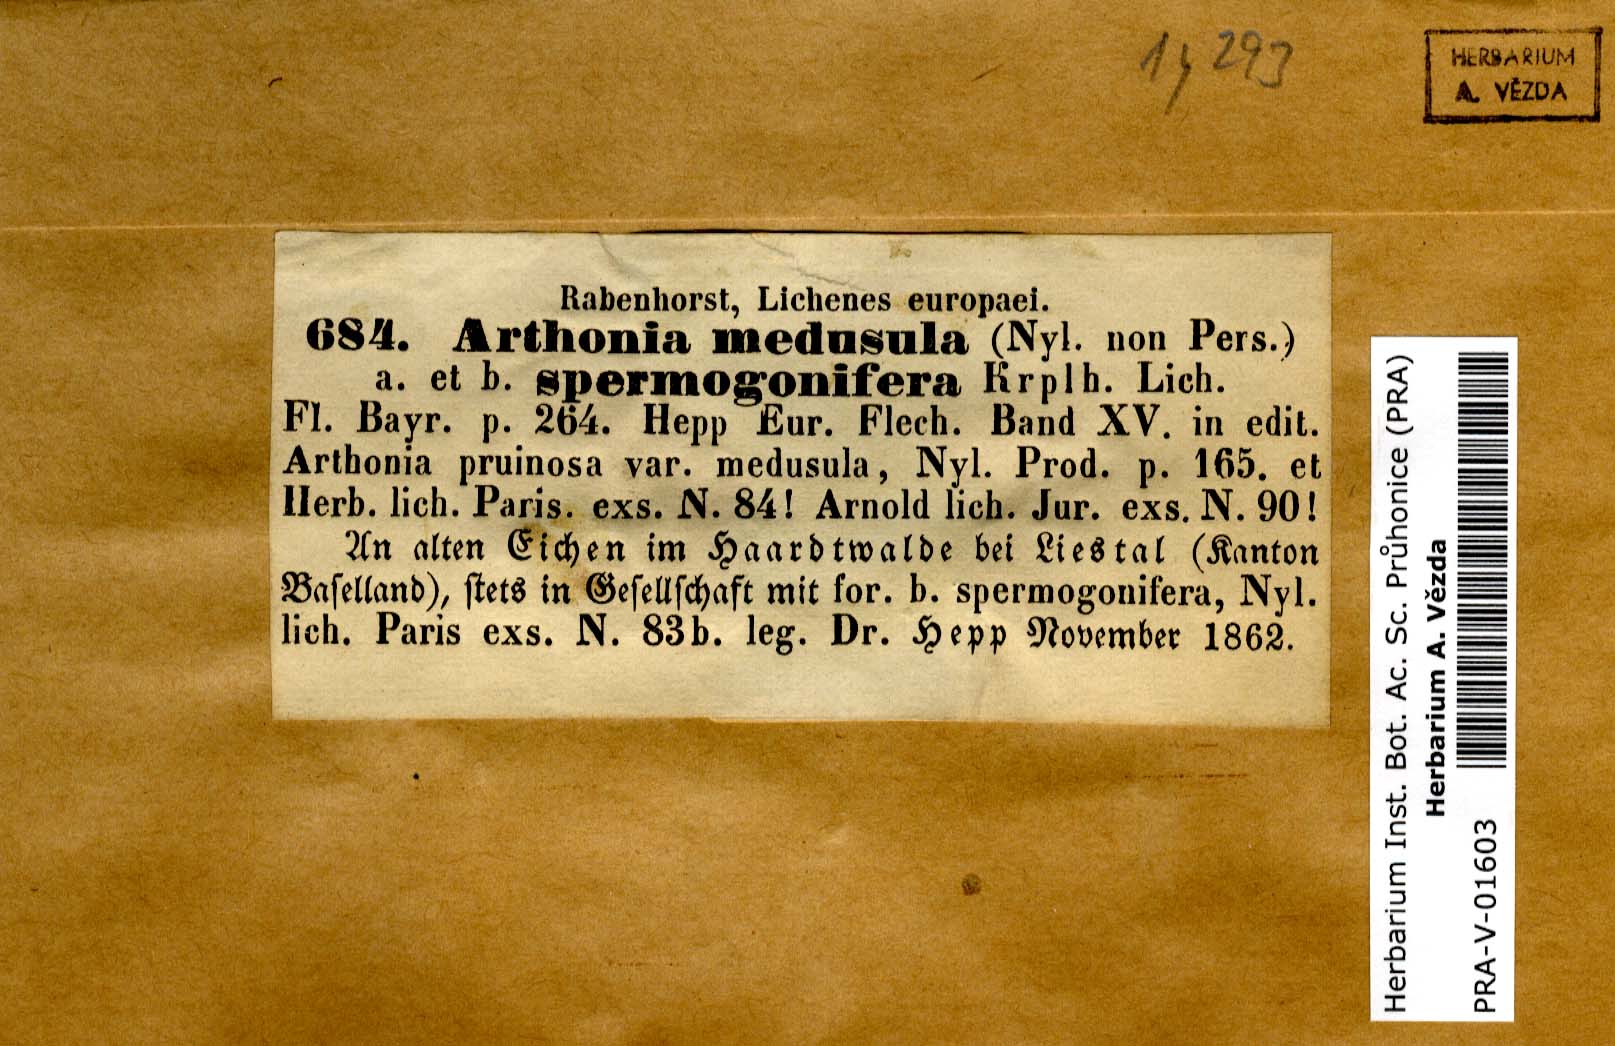 1, 293
HERBARIUM
A. VĚZDA
Rabenhorst, Lichenes europaei.
684. Arthonia medusula (Nyl. non Pers.)
a. et b. spermogonifera Krplh. Lich.
Fl. Bayr. p. 264. Hepp Eur. Flech. Band XV. in edit.
Arthonia pruinosa var. medusula, Nyl. Prod. p. 165. et
Herb. lich. Paris. exs. N. 84! Arnold lich. Jur. exs. N. 90!
An alten Eichen im Haardtwalde bei Liestal (Kanton
Baſelland), ſtets in Geſellſchaft mit for. b. spermogonifera, Nyl.
lich. Paris exs. N. 83b. leg. Dr. Hepp November 1862.
Herbarium Inst. Bot. Ac. Sc. Průhonice (PRA)
Herbarium A. Vězda
PRA-V-01603